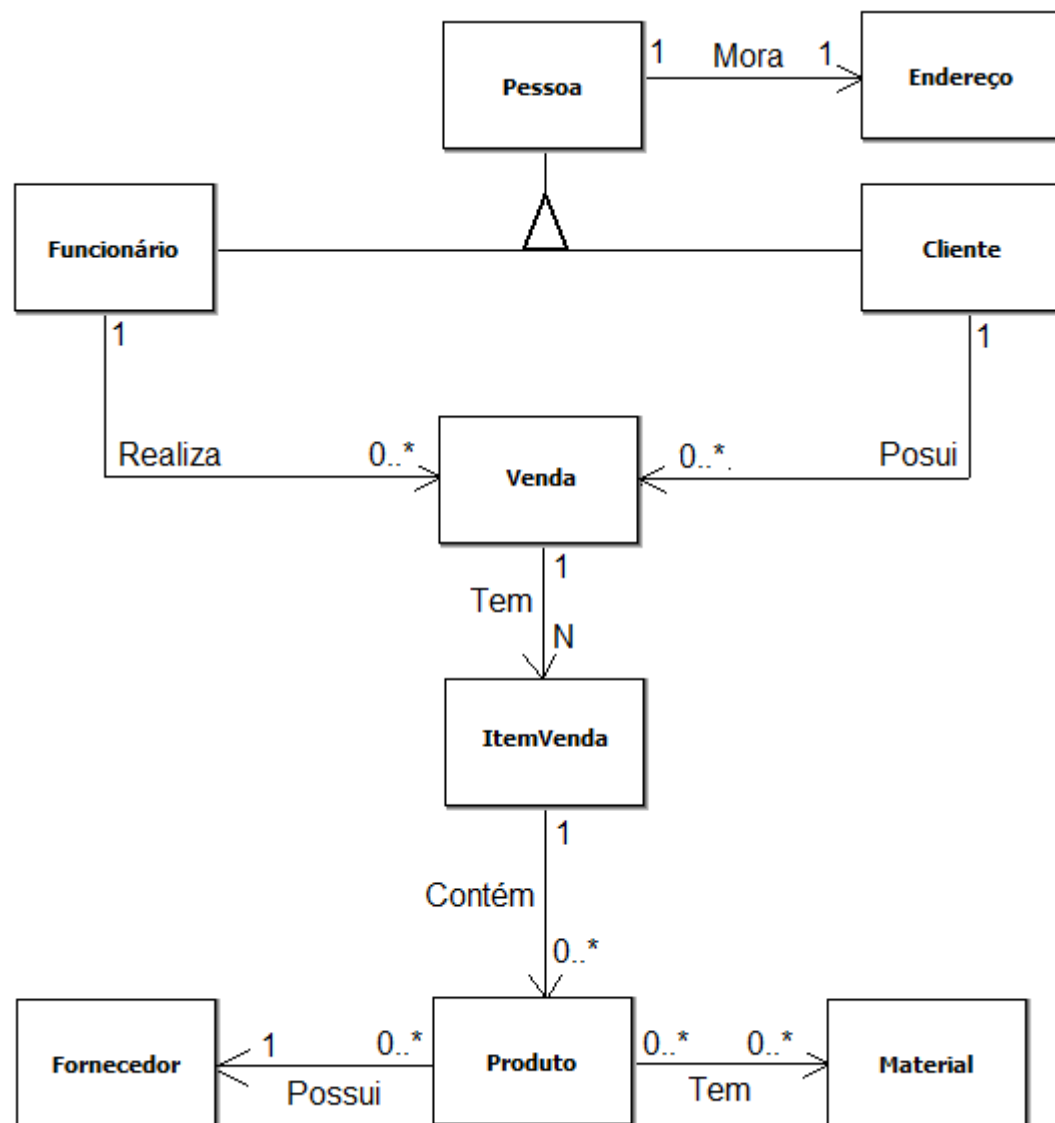 1 Mora 1
Pessoa
Endereço
Funcionário
Cliente
1
1
Realiza 0..*
Venda
0..*. Posui
1
Tem
N
ItemVenda
1
Contém
0..*
Fornecedor
1 0..*
Possui
Produto
0..* 0..*
Tem
Material